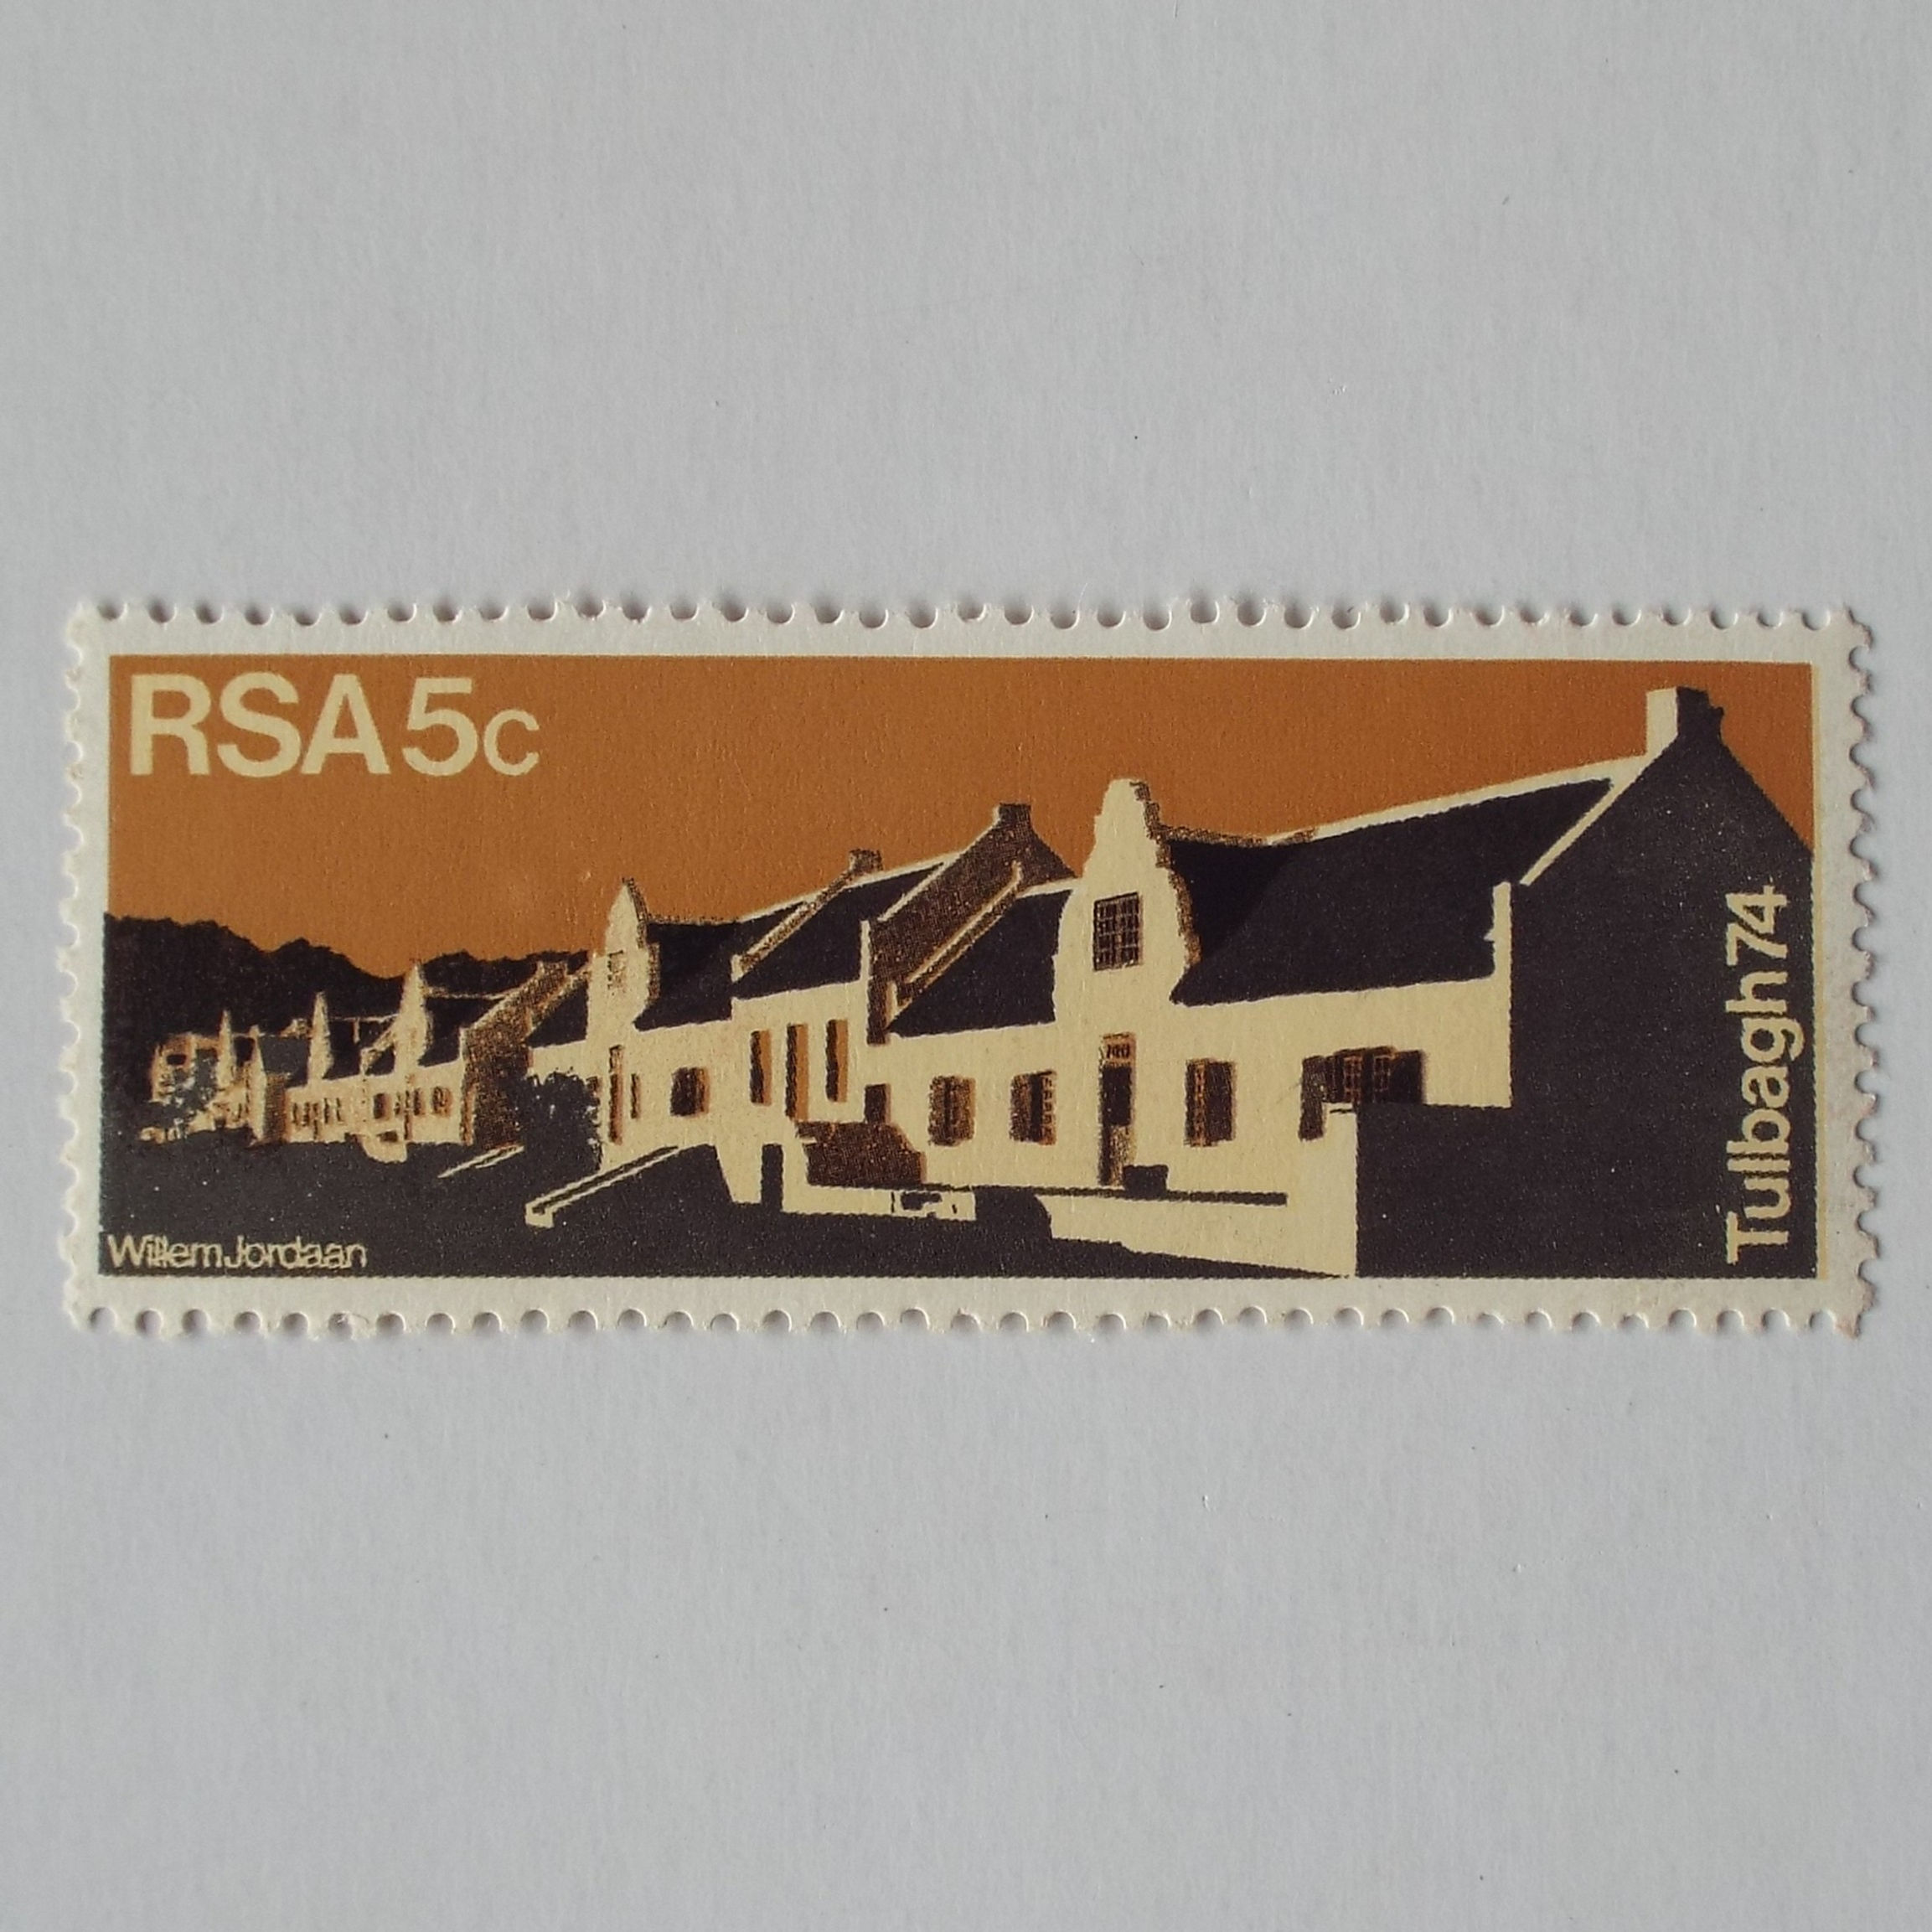 RSA 5c
Tulbagh 74
Willem Jordaan